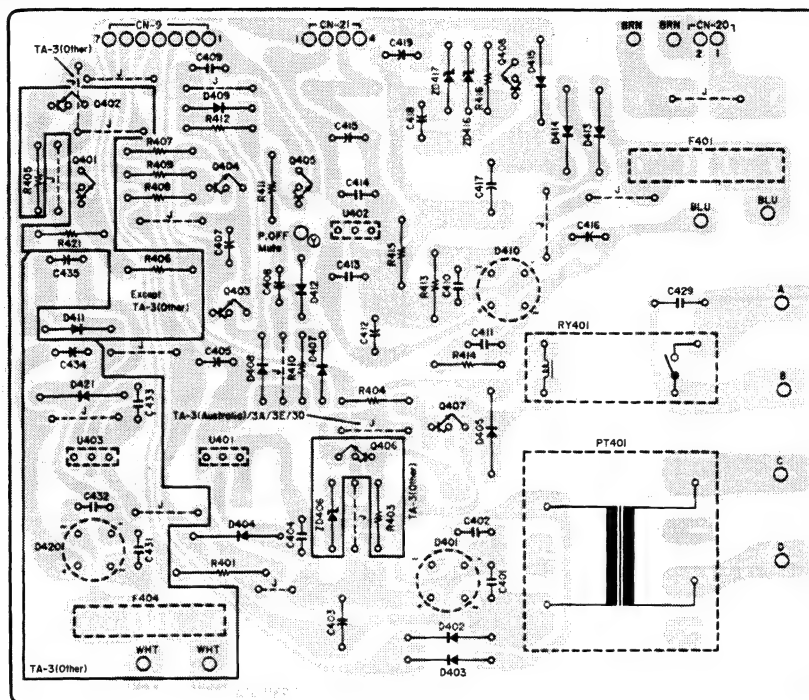 CN-9
7 1
CN-21
1 4
BRN BRN CN-20
2 1
TA-3(Other)
C409
C419
ZD417
ZD416
R416
Q408
D415
Q402
D409
R412
C418
D414
D413
J
C415
F401
R407
R405
Q401
R409
Q404
R411
Q405
R408
C414
C417
J
U402
BLU BLU
R421
C407
P.OFF
Mute
Y
R415
C416
C435
R406
C413
R413
C410
D410
C408
D412
Except
TA-3(Other)
Q403
C429
A
D411
C412
C411
RY401
C434
J
C405
D408
R410
D407
R414
D421
C433
R404
B
J
TA-3(Australia)/3A/3E/30
J
Q407
D405
U403
U401
Q406
PT401
TA-3(Other)
C
C432
J
ZD406
R403
D404
C404
C402
D4201
C431
D401
D
R401
C401
J
F404
C403
D402
WHT WHT
D403
TA-3(Other)